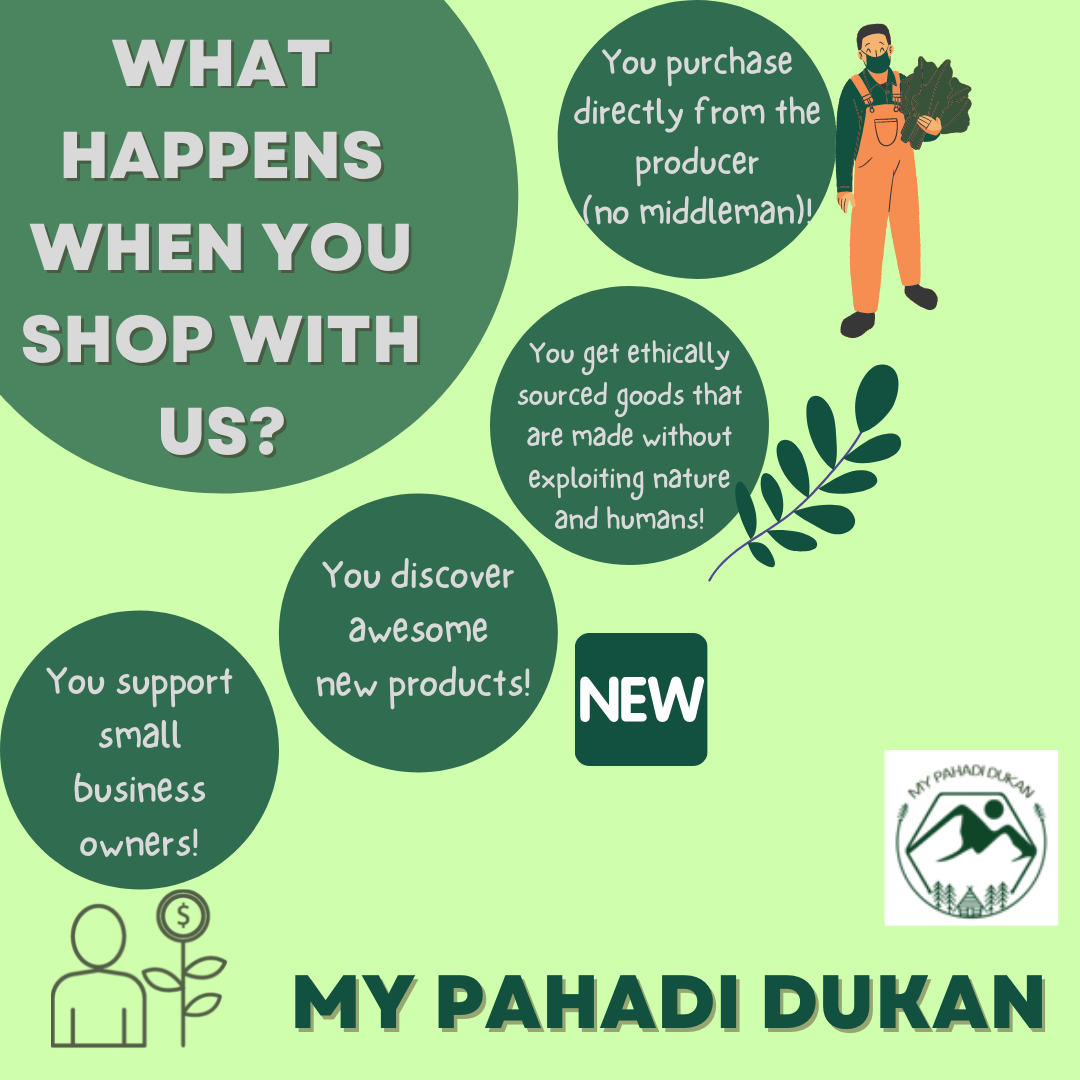 WHAT
HAPPENS
WHEN YOU
SHOP WITH
US?
You purchase
directly from the
producer
(no middleman)!
You get ethically
sourced goods that
are made without
exploiting nature
and humans!
You discover
awesome
new products!
NEW
You support
small
business
owners!
$
MY PAHADI DUKAN
MY PAHADI DUKAN